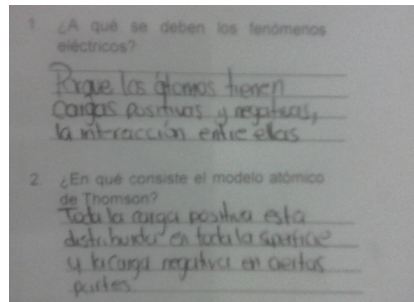 1. ¿A qué se deben los fenómenos
eléctricos?
Porque los átomos tienen
cargas positivas y negativas,
la interacción entre ellas
2. ¿En qué consiste el modelo atómico
de Thomson?
Toda la carga positiva esta
distribuida en toda la superficie
y la carga negativa en ciertas
partes